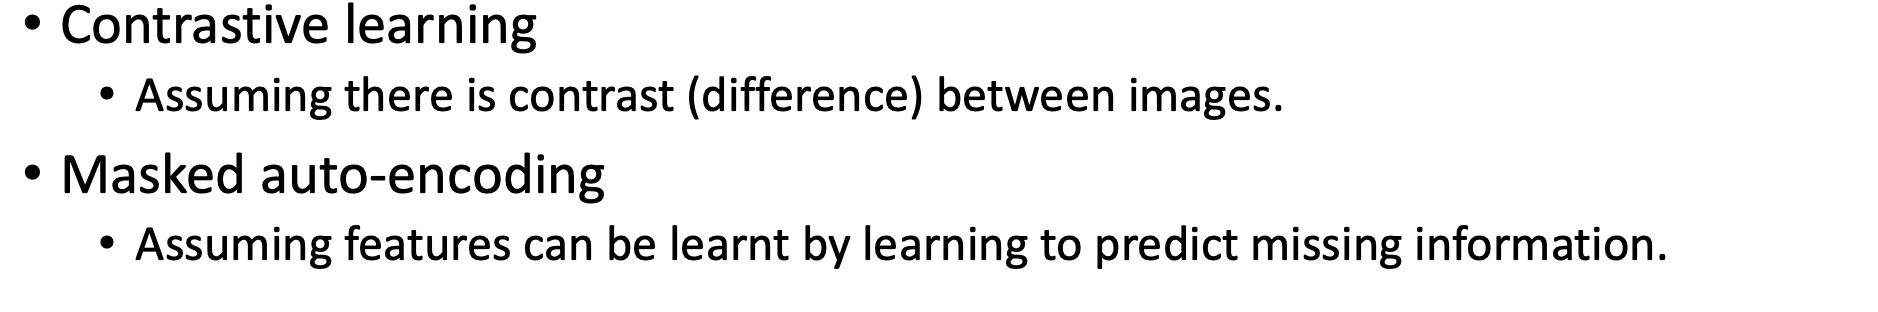 • Contrastive learning
• Assuming there is contrast (difference) between images.
• Masked auto-encoding
• Assuming features can be learnt by learning to predict missing information.